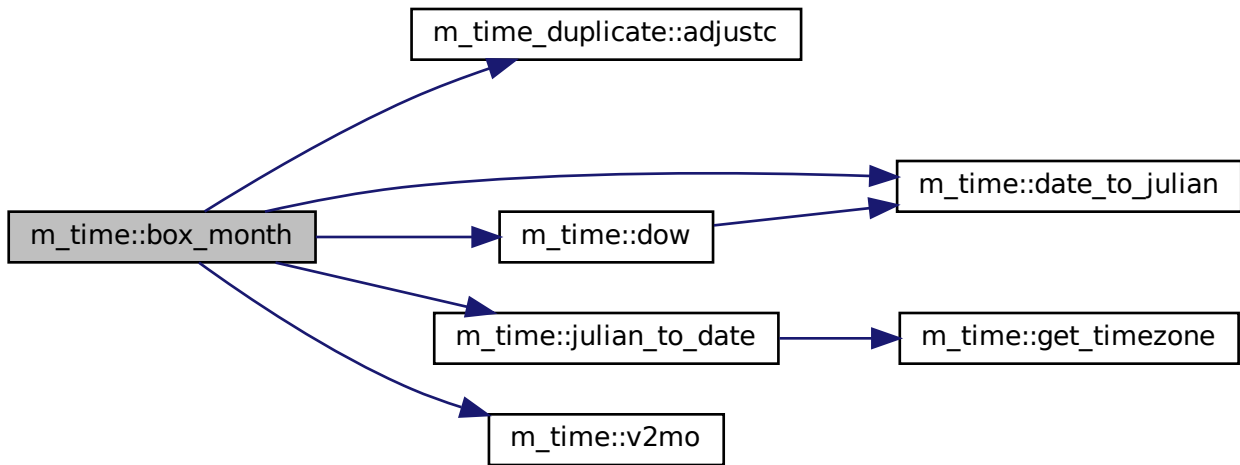 m_time_duplicate::adjustc
m_time::date_to_julian
m_time::box_month
m_time::dow
m_time::julian_to_date
m_time::get_timezone
m_time::v2mo